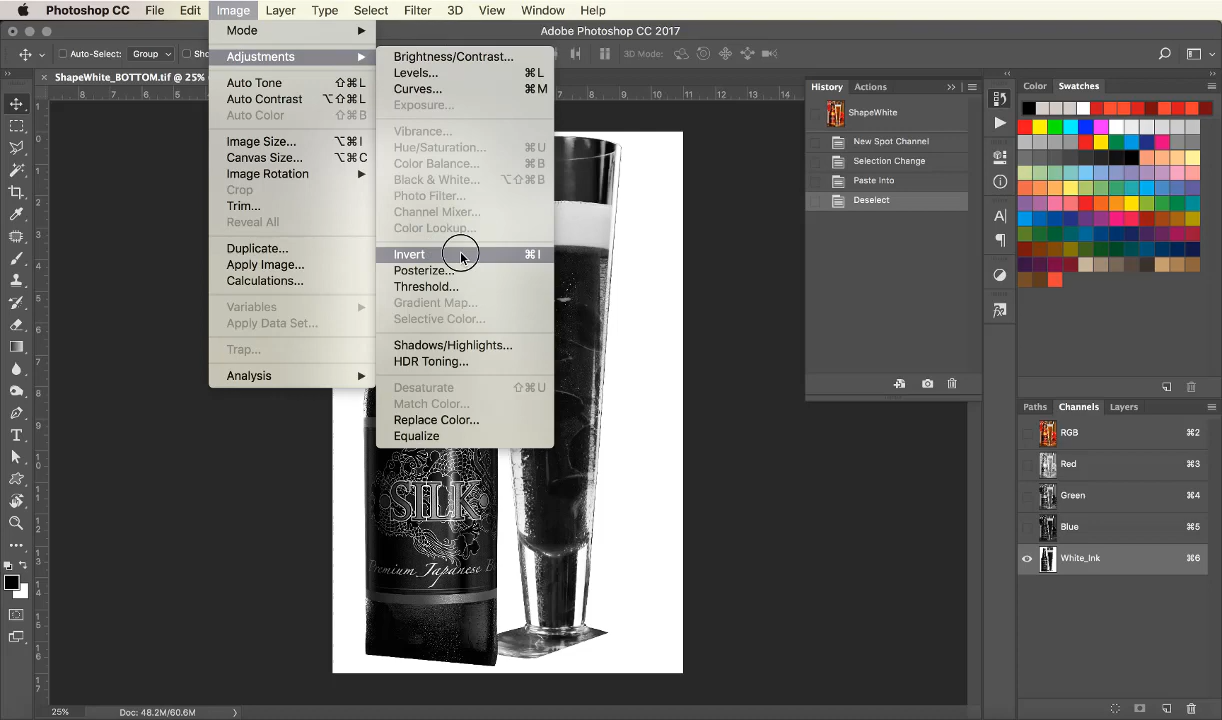 Photoshop CC File Edit Image Layer Type Select Filter 3D View Window Help
Adobe Photoshop CC 2017
Auto-Select: Group 3D Mode:
ShapeWhite_BOTTOM.tif @ 25%
Mode
Adjustments
Auto Tone ⇧⌘L
Auto Contrast ⌥⇧⌘L
Auto Color ⇧⌘B
Image Size... ⌥⌘I
Canvas Size... ⌥⌘C
Image Rotation
Crop
Trim...
Reveal All
Duplicate...
Apply Image...
Calculations...
Variables
Apply Data Set...
Trap...
Analysis
Brightness/Contrast...
Levels... ⌘L
Curves... ⌘M
Exposure...
Vibrance...
Hue/Saturation... ⌘U
Color Balance... ⌘B
Black & White... ⌥⇧⌘B
Photo Filter...
Channel Mixer...
Color Lookup...
Invert ⌘I
Posterize...
Threshold...
Gradient Map...
Selective Color...
Shadows/Highlights...
HDR Toning...
Desaturate ⇧⌘U
Match Color...
Replace Color...
Equalize
History Actions
ShapeWhite
New Spot Channel
Selection Change
Paste Into
Deselect
Color Swatches
Paths Channels Layers
RGB ⌘2
Red ⌘3
Green ⌘4
Blue ⌘5
White_Ink ⌘6
SILK
Premium Japanese
25% Doc: 48.2M/60.6M